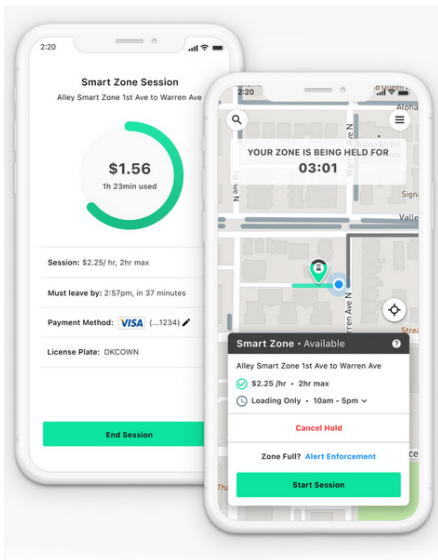 2:20
Smart Zone Session
Alley Smart Zone 1st Ave to Warren Ave
$1.56
1h 23min used
Session: $2.25/ hr, 2hr max
Must leave by: 2:57pm, in 37 minutes
Payment Method: VISA (...1234)
License Plate: DKCOWN
End Session
2:20
Aloha
YOUR ZONE IS BEING HELD FOR
03:01
Signa
Valle
Smart Zone • Available ?
Alley Smart Zone 1st Ave to Warren Ave
$2.25 /hr • 2hr max
Loading Only • 10am - 5pm
Cancel Hold
Zone Full? Alert Enforcement
Start Session